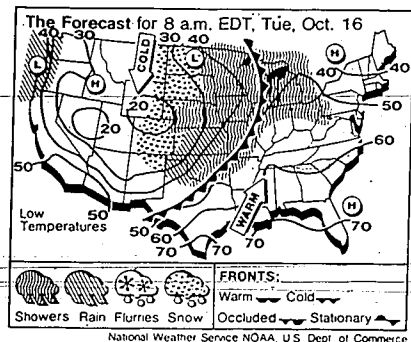 The Forecast for 8 a.m. EDT, Tue, Oct. 16
40 30 30 40
COLD
L
H
L
H
40
40
50
20
20
60
50
50
50
60 70
70
70
70
WARM
H
Low
Temperatures
Showers Rain Flurries Snow
FRONTS:
Warm Cold
Occluded Stationary
National Weather Service NOAA, U.S. Dept. of Commerce